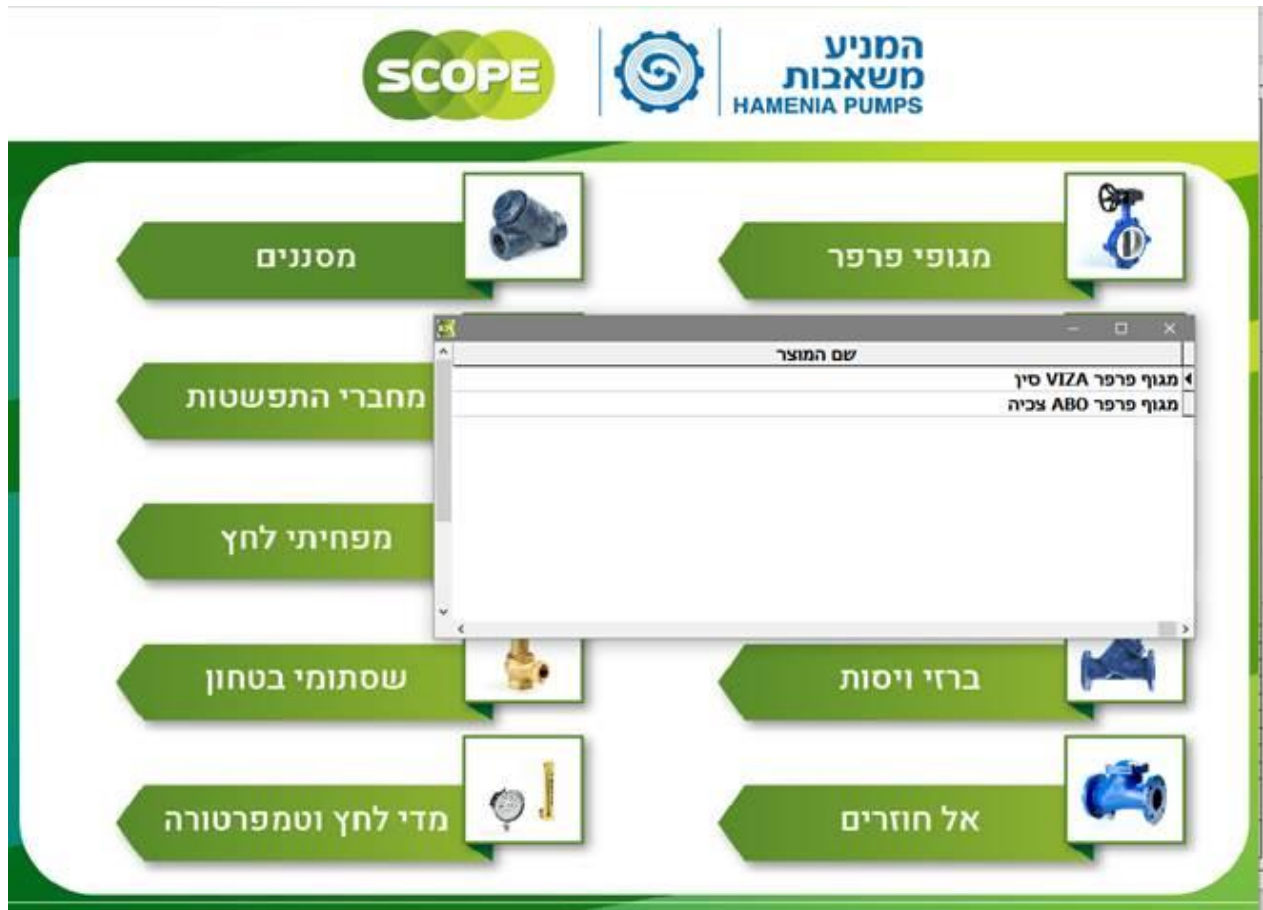 SCOPE
המניע
משאבות
HAMENIA PUMPS
מגופי פרפר
מסננים
שם המוצר
מגוף פרפר VIZA סין
מגוף פרפר ABO צכיה
מחברי התפשטות
מפחיתי לחץ
ברזי ויסות
שסתומי בטחון
אל חוזרים
מדי לחץ וטמפרטורה